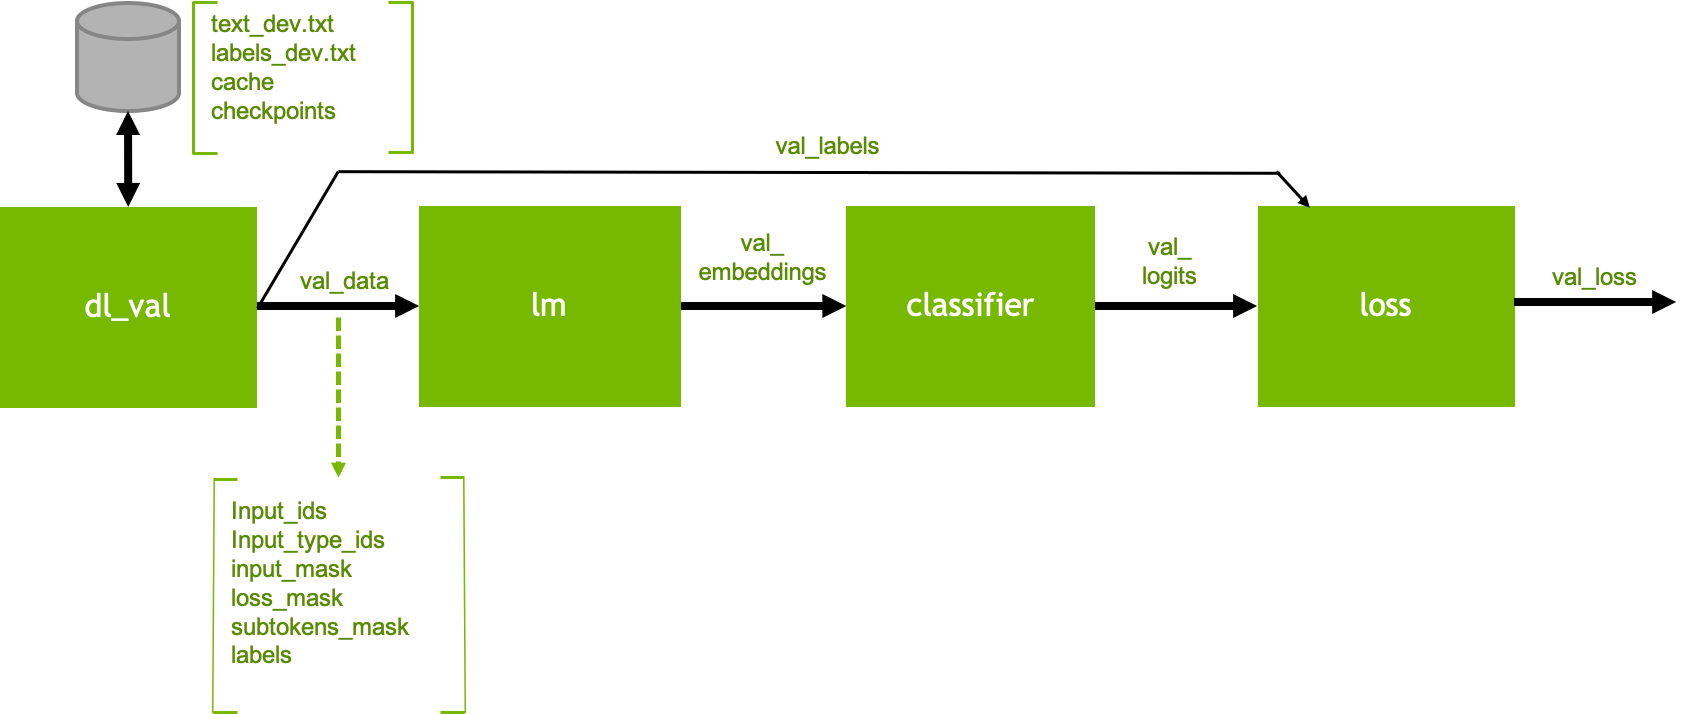 text_dev.txt
labels_dev.txt
cache
checkpoints
val_labels
dl_val
val_data
lm
val_
embeddings
classifier
val_
logits
loss
val_loss
Input_ids
Input_type_ids
input_mask
loss_mask
subtokens_mask
labels